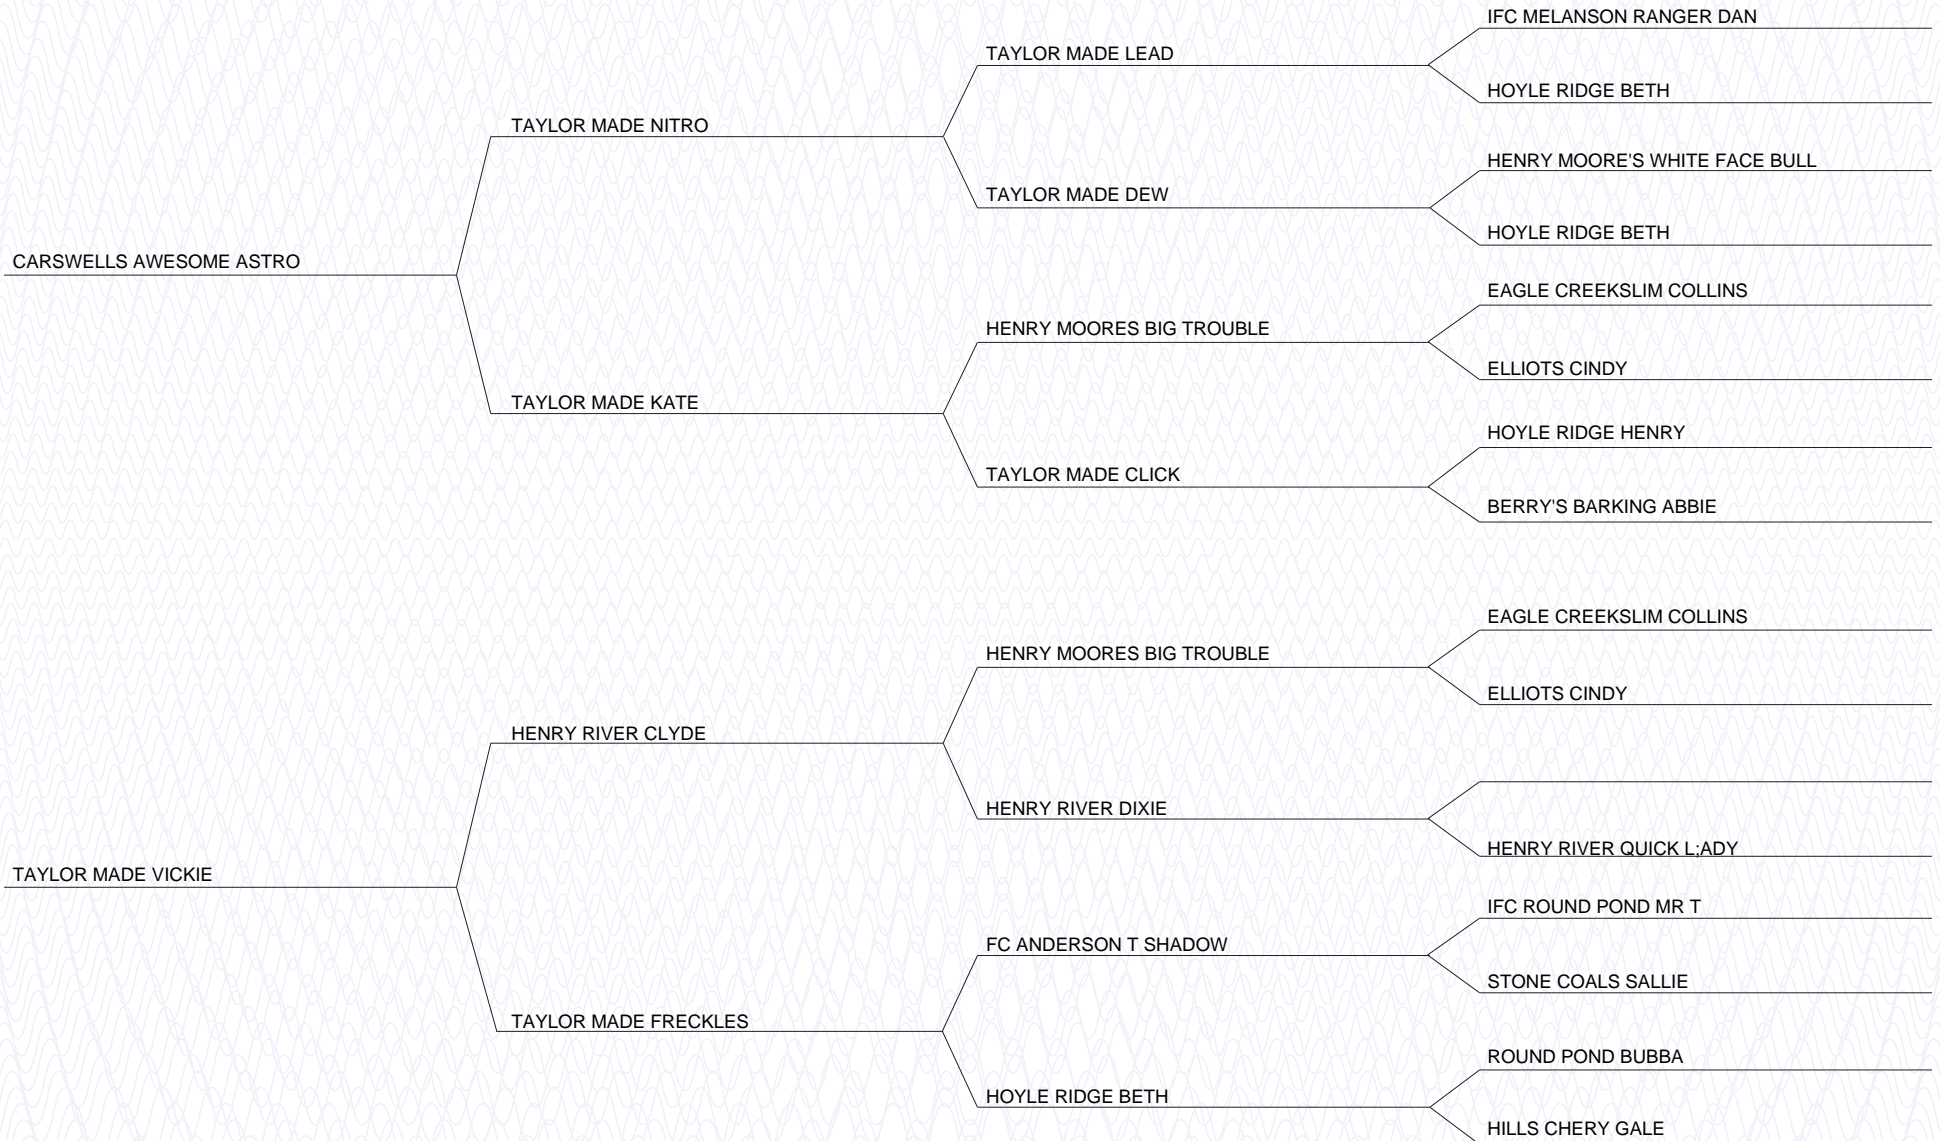 IFC MELANSON RANGER DAN
TAYLOR MADE LEAD
HOYLE RIDGE BETH
TAYLOR MADE NITRO
HENRY MOORE'S WHITE FACE BULL
TAYLOR MADE DEW
HOYLE RIDGE BETH
CARSWELLS AWESOME ASTRO
EAGLE CREEKSLIM COLLINS
HENRY MOORES BIG TROUBLE
ELLIOTS CINDY
TAYLOR MADE KATE
HOYLE RIDGE HENRY
TAYLOR MADE CLICK
BERRY'S BARKING ABBIE
EAGLE CREEKSLIM COLLINS
HENRY MOORES BIG TROUBLE
ELLIOTS CINDY
HENRY RIVER CLYDE
HENRY RIVER DIXIE
HENRY RIVER QUICK L;ADY
TAYLOR MADE VICKIE
IFC ROUND POND MR T
FC ANDERSON T SHADOW
STONE COALS SALLIE
TAYLOR MADE FRECKLES
ROUND POND BUBBA
HOYLE RIDGE BETH
HILLS CHERY GALE